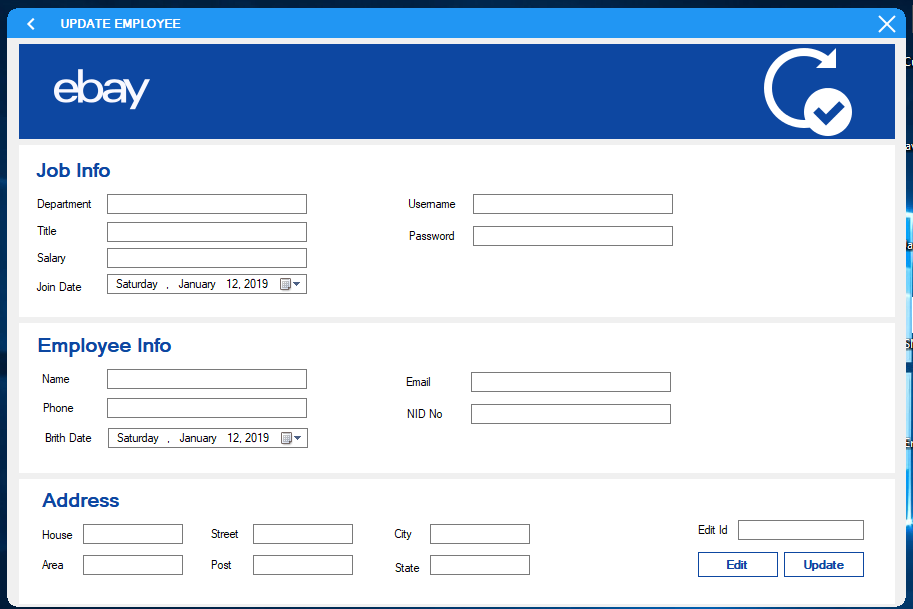 UPDATE EMPLOYEE
ebay
Job Info
Department
Username
Title
Password
Salary
Join Date Saturday , January 12, 2019
Employee Info
Name
Email
Phone
NID No
Brith Date Saturday , January 12, 2019
Address
House Street City Edit Id
Area Post State Edit Update